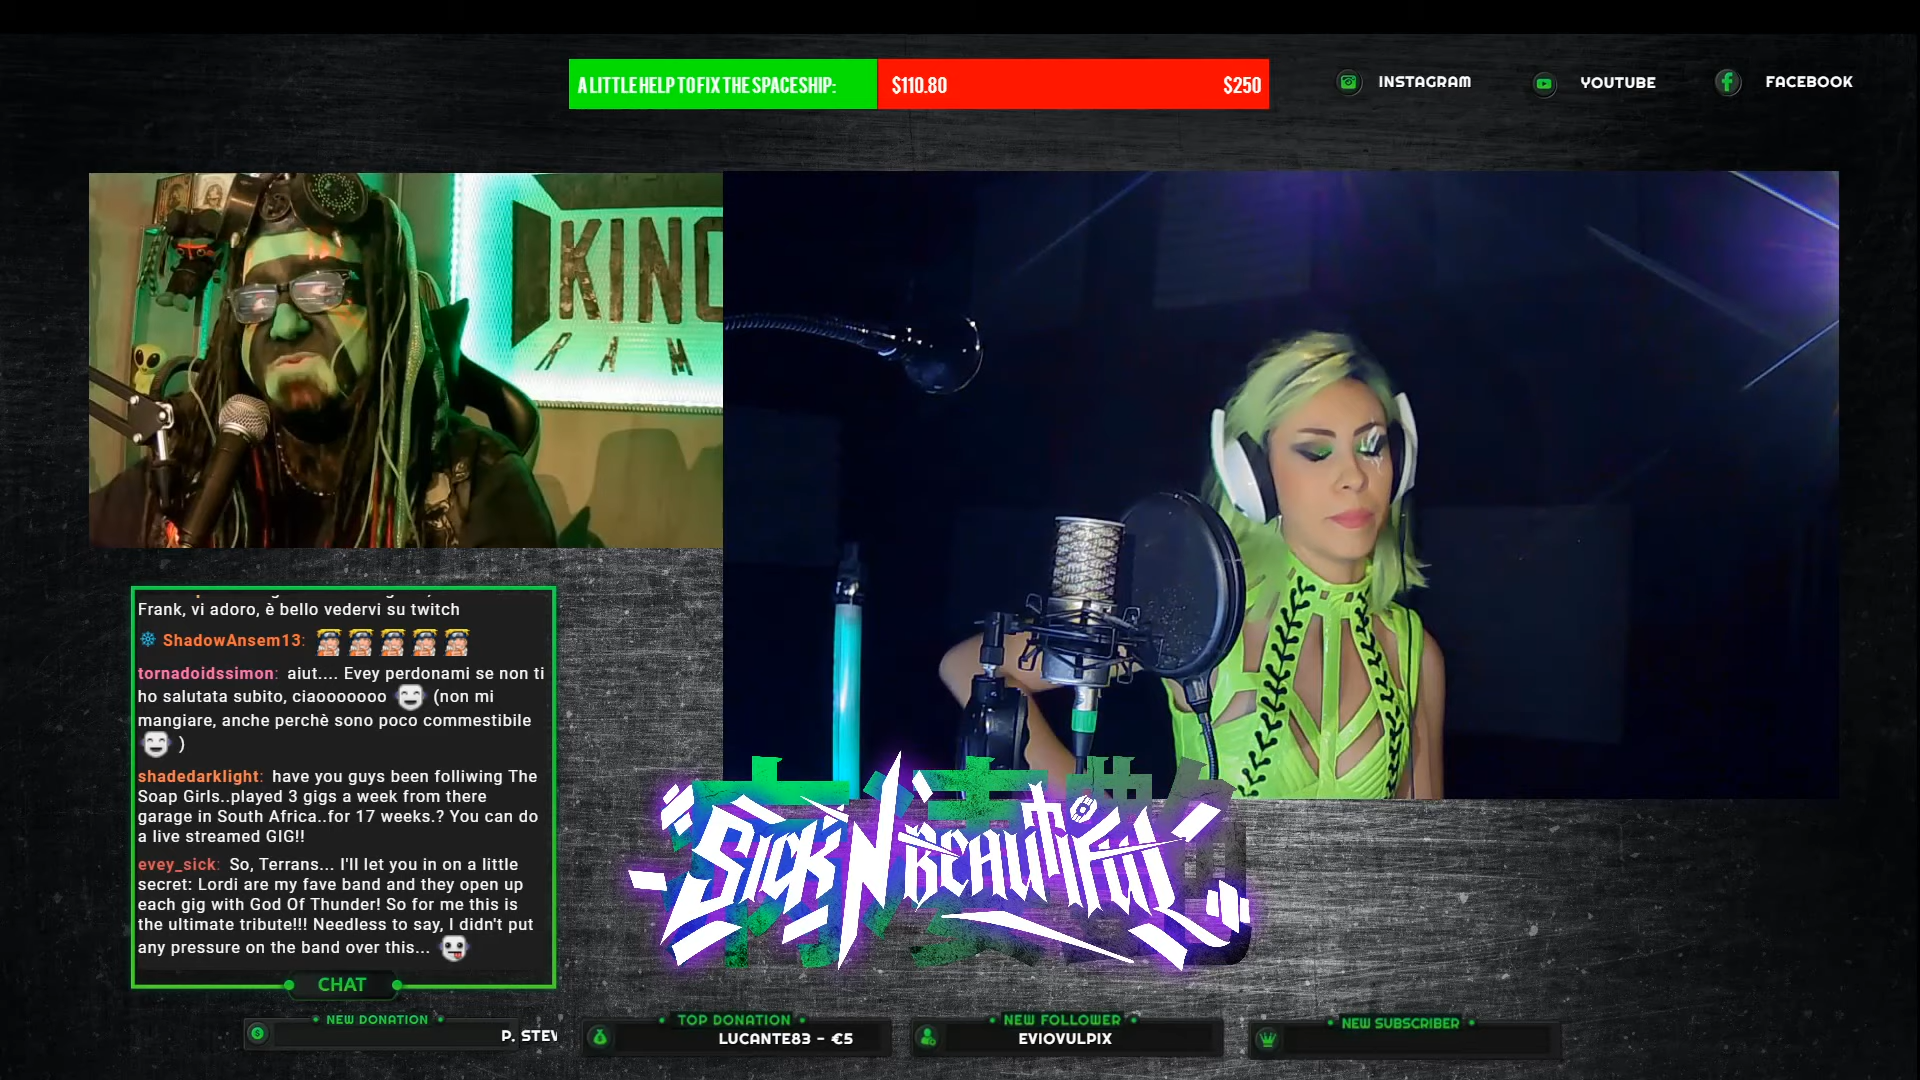 A LITTLE HELP TO FIX THE SPACESHIP: $110.80 $250
INSTAGRAM
YOUTUBE
FACEBOOK
KING
RAM
Frank, vi adoro, è bello vedervi su twitch
ShadowAnsem13:
tornadoidssimon: aiut.... Evey perdonami se non ti
ho salutata subito, ciaooooooo (non mi
mangiare, anche perchè sono poco commestibile
)
shadedarklight: have you guys been folliwing The
Soap Girls..played 3 gigs a week from there
garage in South Africa..for 17 weeks.? You can do
a live streamed GIG!!
evey_sick: So, Terrans... I'll let you in on a little
secret: Lordi are my fave band and they open up
each gig with God Of Thunder! So for me this is
the ultimate tribute!!! Needless to say, I didn't put
any pressure on the band over this...
CHAT
SICK N BEAUTIFUL
NEW DONATION
P. STEV
TOP DONATION
LUCANTE83 - €5
NEW FOLLOWER
EVIOVULPIX
NEW SUBSCRIBER